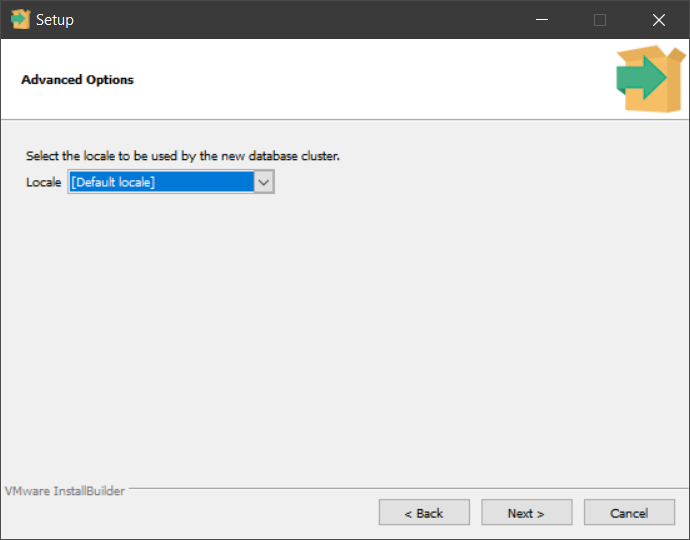 Setup
Advanced Options
Select the locale to be used by the new database cluster.
Locale [Default locale]
VMware InstallBuilder
< Back Next > Cancel